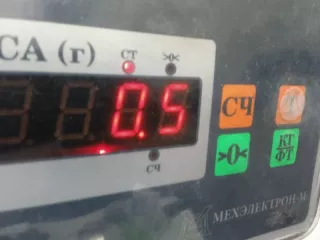 СА (г)
СТ >0<
0.5
СЧ
СЧ
>0<
КГ
ФТ
МЕХЭЛЕКТРОН-М